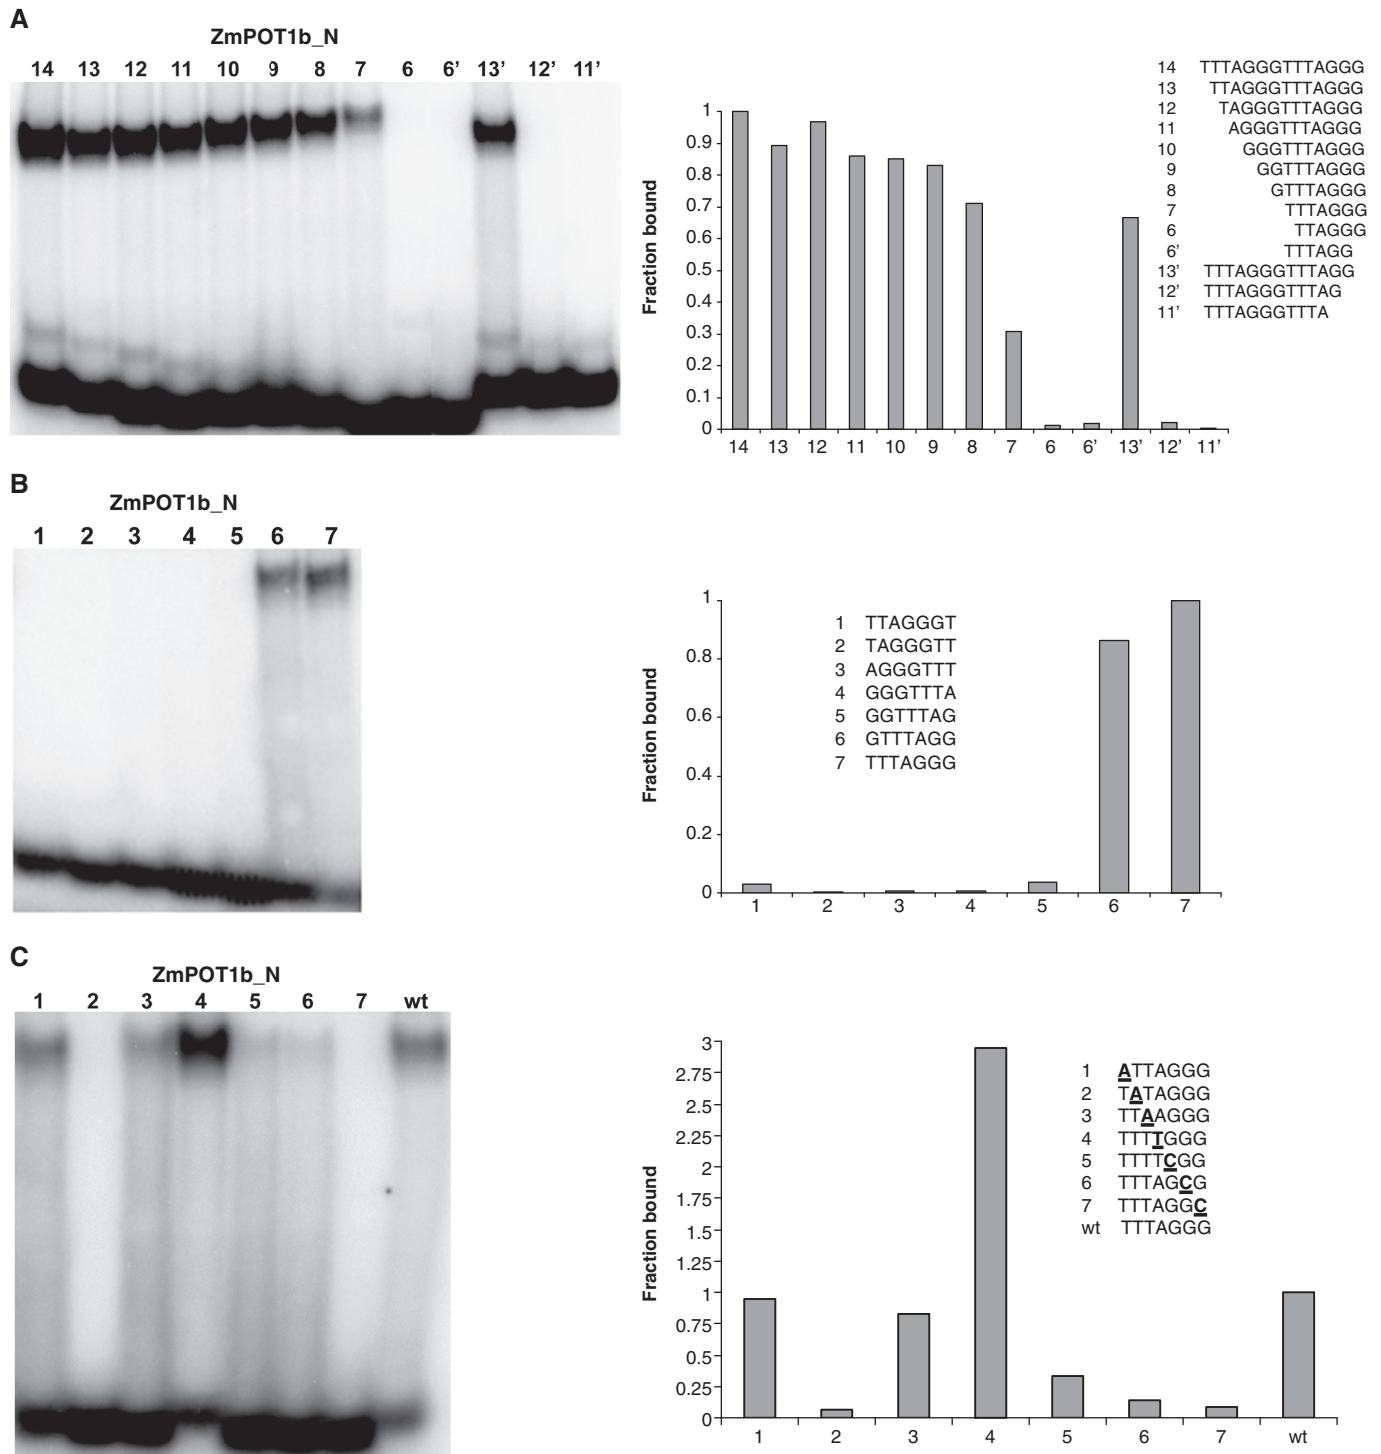 A
ZmPOT1b_N
14 13 12 11 10 9 8 7 6 6' 13' 12' 11'
Fraction bound
1
0.9
0.8
0.7
0.6
0.5
0.4
0.3
0.2
0.1
0
14 13 12 11 10 9 8 7 6 6' 13' 12' 11'
14 TTTAGGGTTTAGGG
13 TTAGGGTTTAGGG
12 TAGGGTTTAGGG
11 AGGGTTTAGGG
10 GGGTTTAGGG
9 GGTTTAGGG
8 GTTTAGGG
7 TTTAGGG
6 TTAGGG
6' TTTAGG
13' TTTAGGGTTTAGG
12' TTTAGGGTTTAG
11' TTTAGGGTTTA
B
ZmPOT1b_N
1 2 3 4 5 6 7
Fraction bound
1
0.8
0.6
0.4
0.2
0
1 2 3 4 5 6 7
1 TTAGGGT
2 TAGGGTT
3 AGGGTTT
4 GGGTTTA
5 GGTTTAG
6 GTTTAGG
7 TTTAGGG
C
ZmPOT1b_N
1 2 3 4 5 6 7 wt
Fraction bound
3
2.75
2.5
2.25
2
1.75
1.5
1.25
1
0.75
0.5
0.25
0
1 2 3 4 5 6 7 wt
1 ATTAGGG
2 TATAGGG
3 TTAAGGG
4 TTTTGGG
5 TTTTCGG
6 TTTAGCG
7 TTTAGGC
wt TTTAGGG